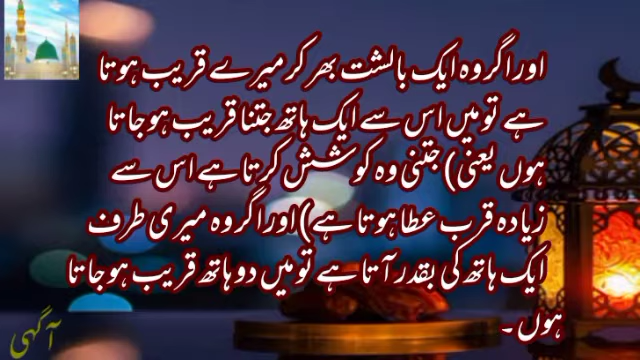 اور اگر وہ ایک بالشت بھر کر میرے قریب ہوتا
ہے تو میں اس سے ایک ہاتھ جتنا قریب ہو جاتا
ہوں یعنی) جتنی وہ کوشش کرتا ہے اس سے
زیادہ قرب عطا ہوتا ہے) اور اگر وہ میری طرف
ایک ہاتھ کی بقدر آتا ہے تو میں دو ہاتھ قریب ہو جاتا
ہوں ۔
آگہی